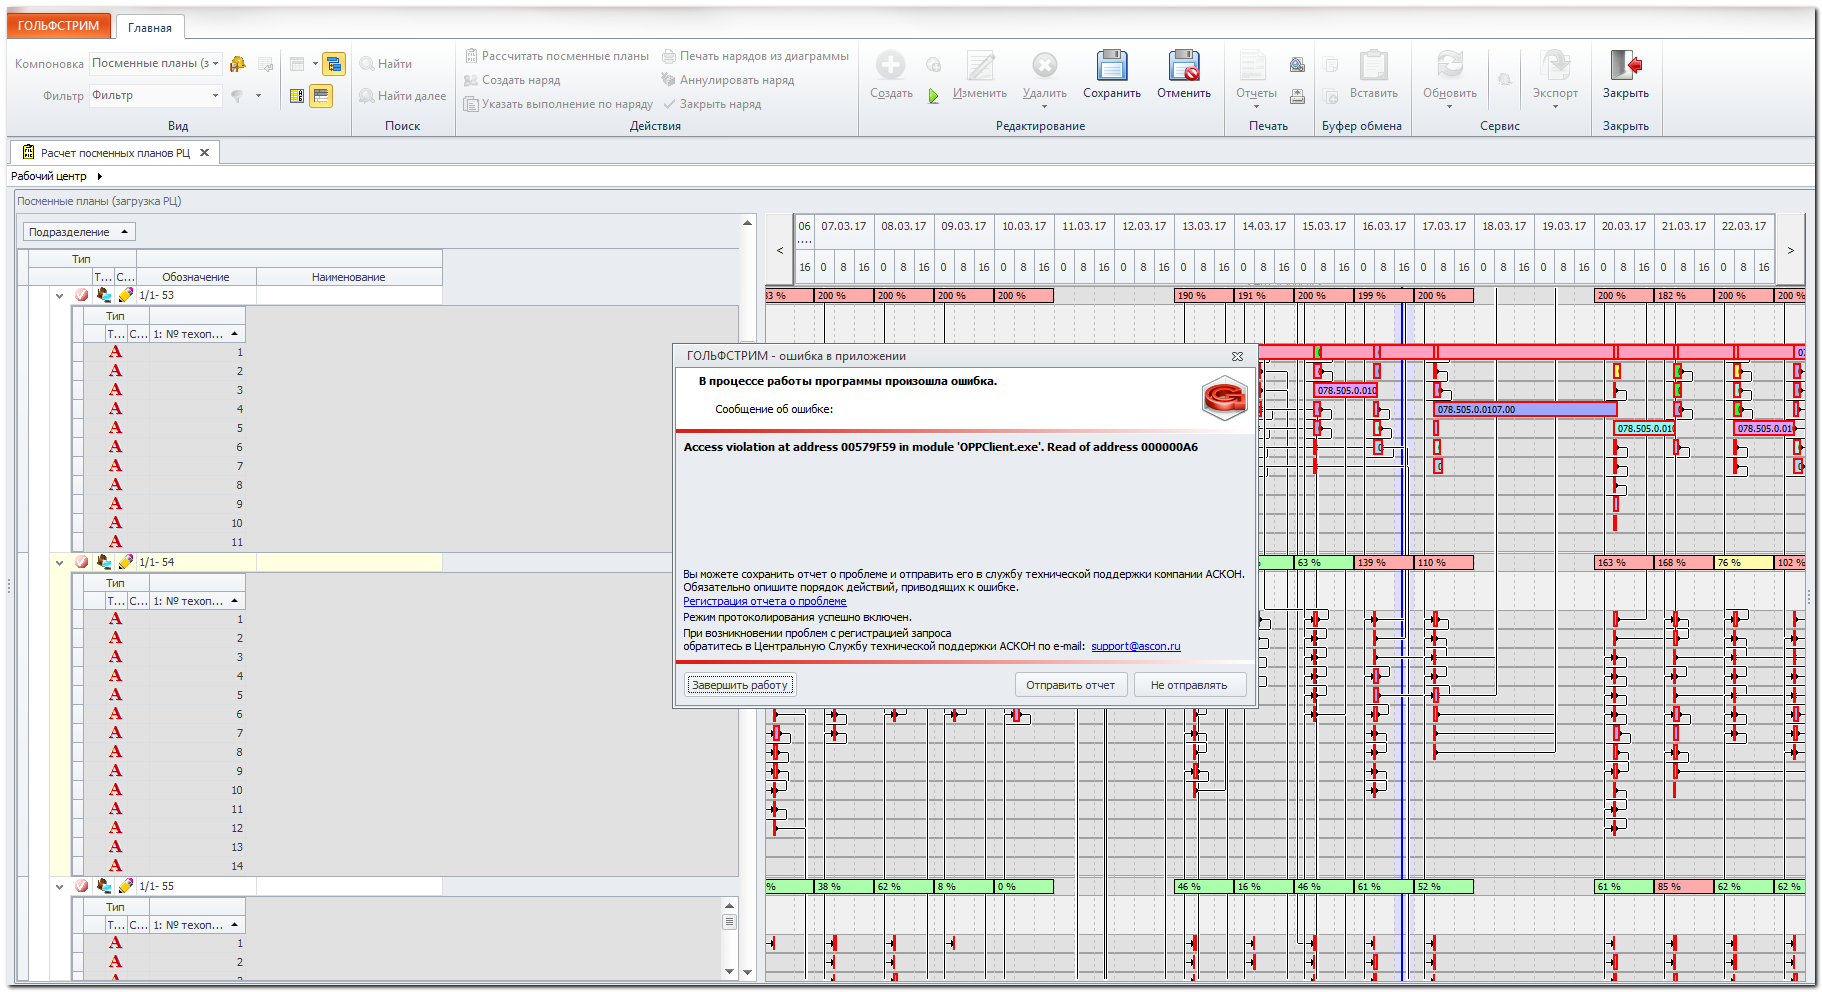 ГОЛЬФСТРИМ
Главная
Компоновка
Посменные планы (з
Фильтр
Фильтр
Вид
Найти
Найти далее
Поиск
Рассчитать посменные планы
Создать наряд
Указать выполнение по наряду
Печать нарядов из диаграммы
Аннулировать наряд
Закрыть наряд
Действия
Создать
Изменить
Удалить
Сохранить
Отменить
Редактирование
Отчеты
Печать
Вставить
Буфер обмена
Обновить
Экспорт
Сервис
Закрыть
Закрыть
Расчет посменных планов РЦ
Рабочий центр
Посменные планы (загрузка РЦ)
Подразделение
Тип
Т... С... Обозначение Наименование
06 .... 07.03.17 08.03.17 09.03.17 10.03.17 11.03.17 12.03.17 13.03.17 14.03.17 15.03.17 16.03.17 17.03.17 18.03.17 19.03.17 20.03.17 21.03.17 22.03.17
< >
16 0 8 16 0 8 16 0 8 16 0 8 16 0 8 16 0 8 16 0 8 16 0 8 16 0 8 16 0 8 16 0 8 16 0 8 16 0 8 16 0 8 16 0 8 16 0 8 16
1/1- 53
33 % 200 % 200 % 200 % 200 % 190 % 191 % 200 % 199 % 200 % 200 % 182 % 200 % 200 %
Тип
Т... С... 1: № техоп...
A 1
A 2
A 3
A 4
A 5
A 6
A 7
A 8
A 9
A 10
A 11
078.505.0.010
078.505.0.0107.00
078.505.0.010
078.505.0.010
1/1- 54
63 % 139 % 110 % 163 % 168 % 76 % 102 %
Тип
Т... С... 1: № техоп...
A 1
A 2
A 3
A 4
A 5
A 6
A 7
A 8
A 9
A 10
A 11
A 12
A 13
A 14
1/1- 55
% 38 % 62 % 8 % 0 % 46 % 16 % 46 % 61 % 52 % 61 % 85 % 62 % 62 %
Тип
Т... С... 1: № техоп...
A 1
A 2
ГОЛЬФСТРИМ - ошибка в приложении
В процессе работы программы произошла ошибка.
Сообщение об ошибке:
Access violation at address 00579F59 in module 'OPPClient.exe'. Read of address 000000A6
Вы можете сохранить отчет о проблеме и отправить его в службу технической поддержки компании АСКОН.
Обязательно опишите порядок действий, приводящих к ошибке.
Регистрация отчета о проблеме
Режим протоколирования успешно включен.
При возникновении проблем с регистрацией запроса
обратитесь в Центральную Службу технической поддержки АСКОН по e-mail: support@ascon.ru
Завершить работу
Отправить отчет
Не отправлять